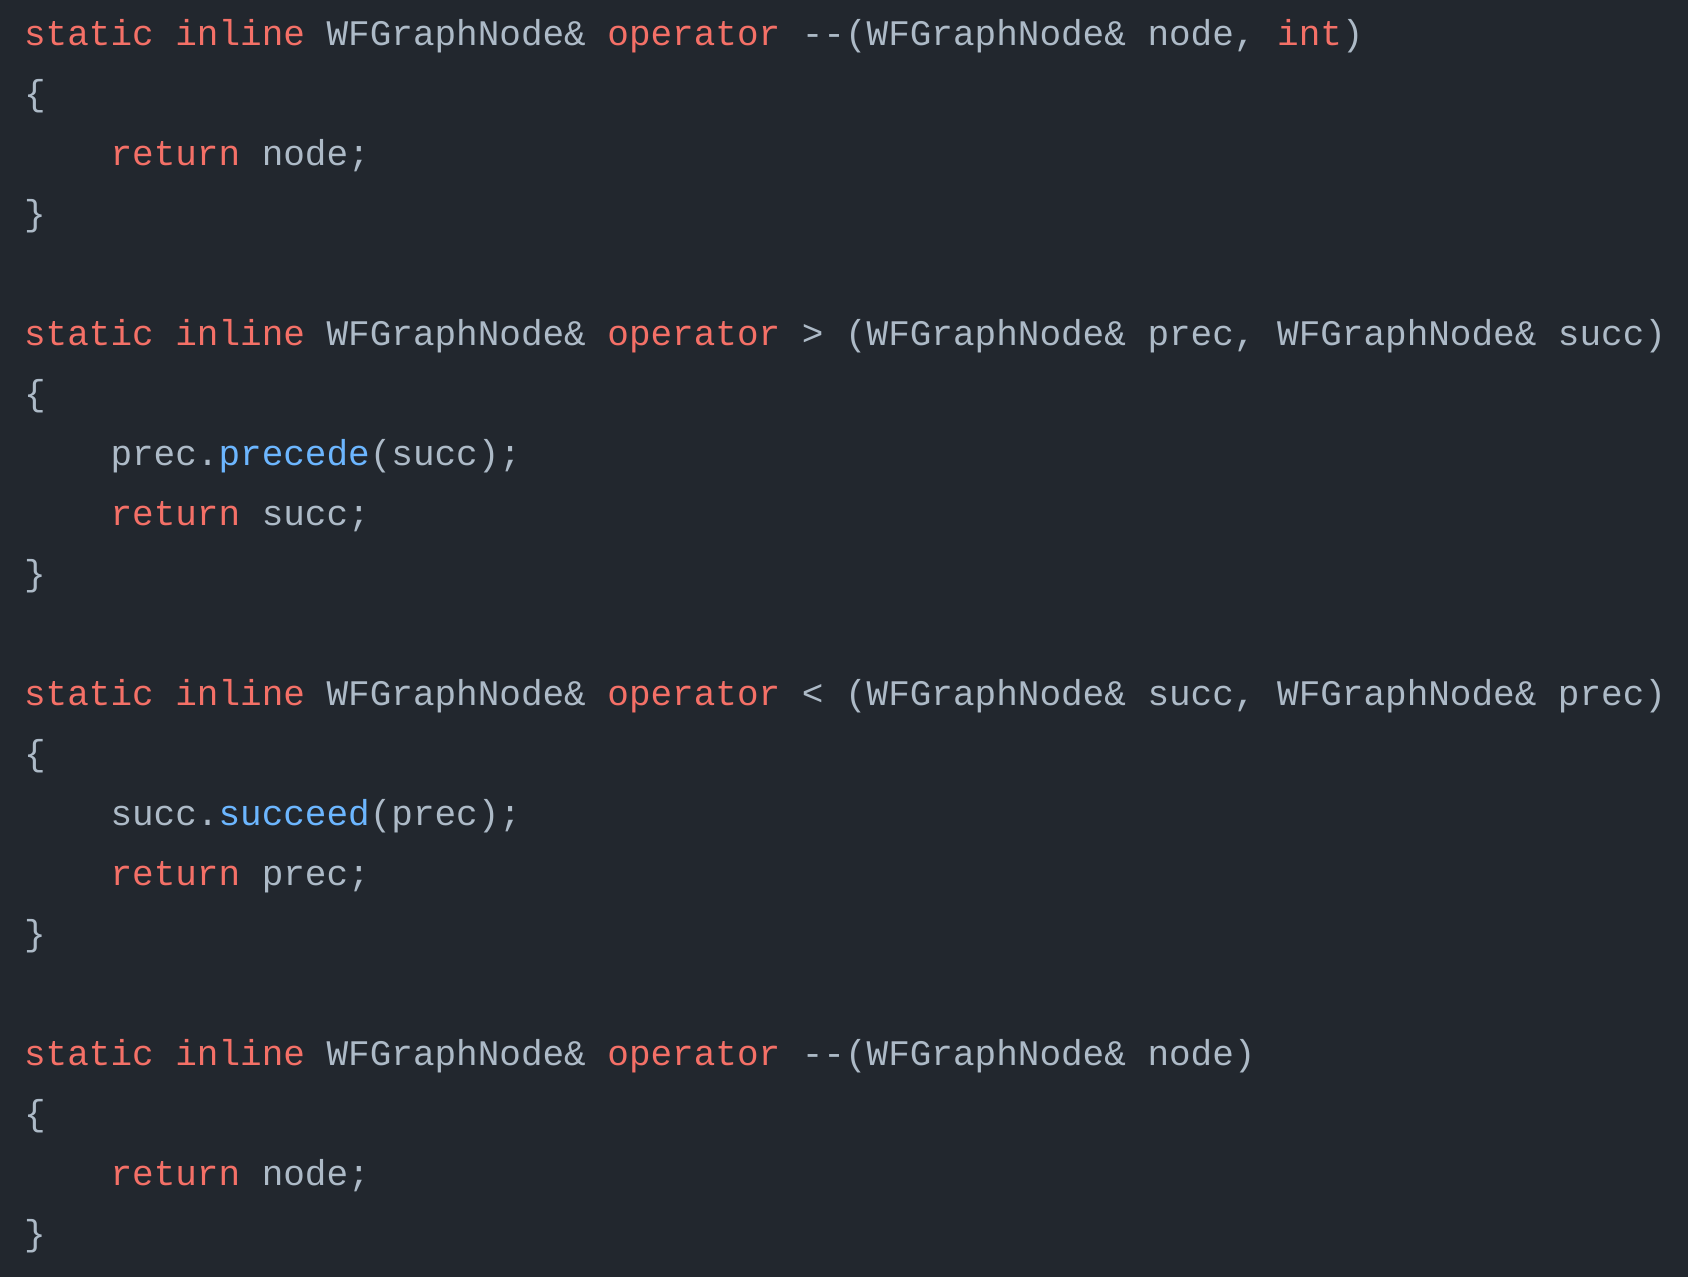 static inline WFGraphNode& operator --(WFGraphNode& node, int)
{
    return node;
}

static inline WFGraphNode& operator > (WFGraphNode& prec, WFGraphNode& succ)
{
    prec.precede(succ);
    return succ;
}

static inline WFGraphNode& operator < (WFGraphNode& succ, WFGraphNode& prec)
{
    succ.succeed(prec);
    return prec;
}

static inline WFGraphNode& operator --(WFGraphNode& node)
{
    return node;
}